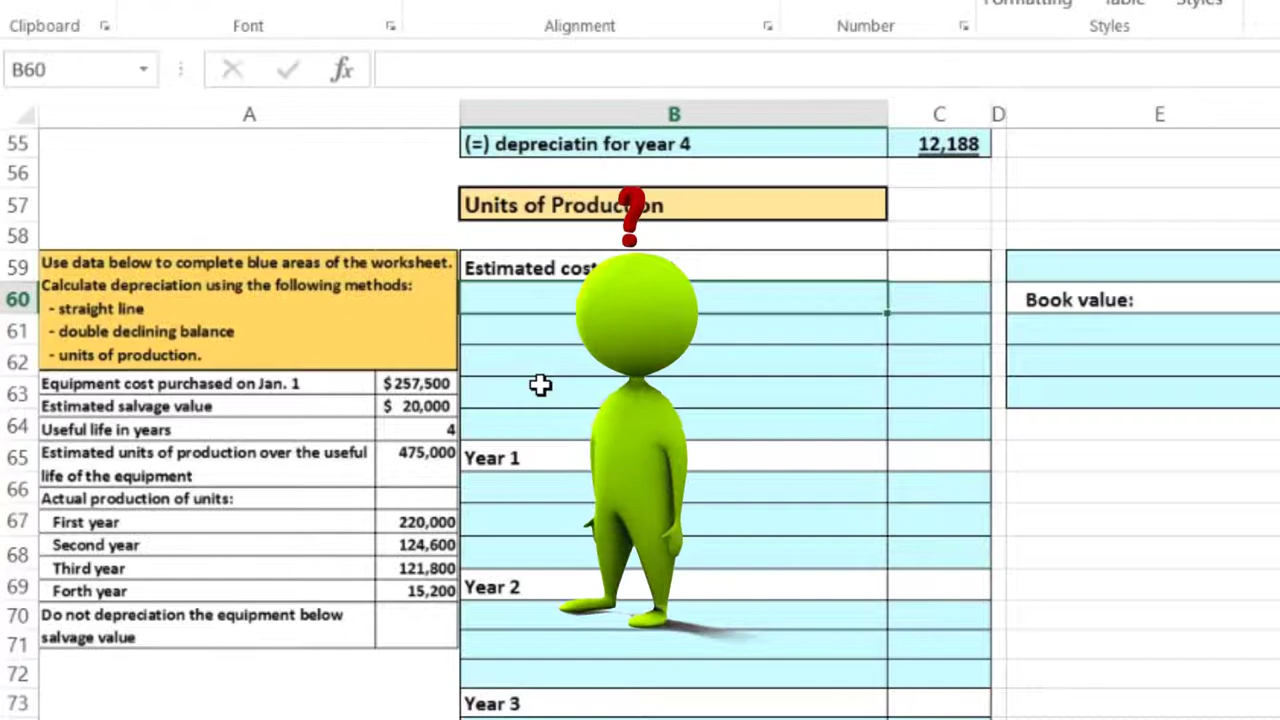 Formatting Table Styles
Clipboard Font Alignment Number Styles
B60 fx
A B C D E
55 (=) depreciatin for year 4 12,188
56
57 Units of Production
58
59 Estimated cost
60 Book value:
61
62
63
64
65 Year 1
66
67
68
69 Year 2
70
71
72
73 Year 3
Use data below to complete blue areas of the worksheet.
Calculate depreciation using the following methods:
- straight line
- double declining balance
- units of production.
Equipment cost purchased on Jan. 1 $257,500
Estimated salvage value $ 20,000
Useful life in years 4
Estimated units of production over the useful 475,000
life of the equipment
Actual production of units:
First year 220,000
Second year 124,600
Third year 121,800
Forth year 15,200
Do not depreciation the equipment below
salvage value
?